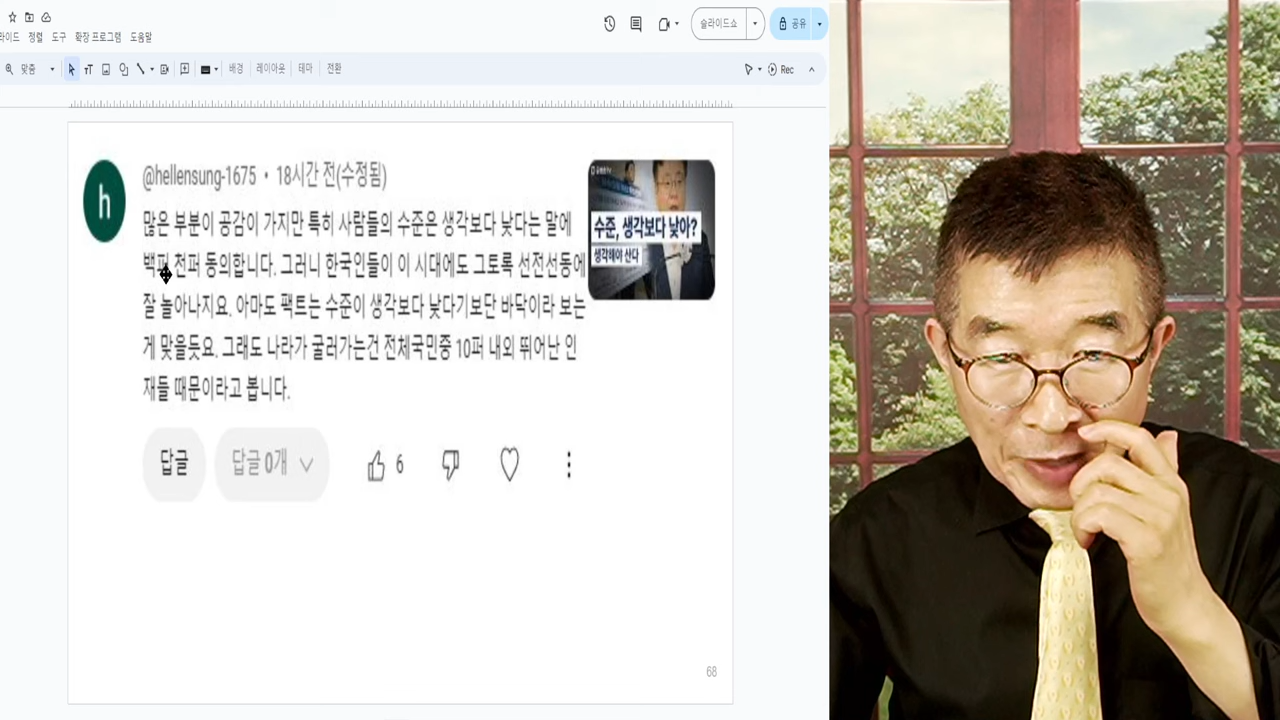 라이드 정렬 도구 확장 프로그램 도움말
슬라이드쇼
공유
맞춤
배경 레이아웃 테마 전환
Rec
h
@hellensung-1675 • 18시간 전(수정됨)
많은 부분이 공감이 가지만 특히 사람들의 수준은 생각보다 낮다는 말에
백퍼 천퍼 동의합니다. 그러니 한국인들이 이 시대에도 그토록 선전선동에
잘 놀아나지요. 아마도 팩트는 수준이 생각보다 낮다기보단 바닥이라 보는
게 맞을듯요. 그래도 나라가 굴러가는건 전체국민중 10퍼 내외 뛰어난 인
재들 때문이라고 봅니다.
수준, 생각보다 낮아?
생각해야 산다
답글
답글 0개
6
68